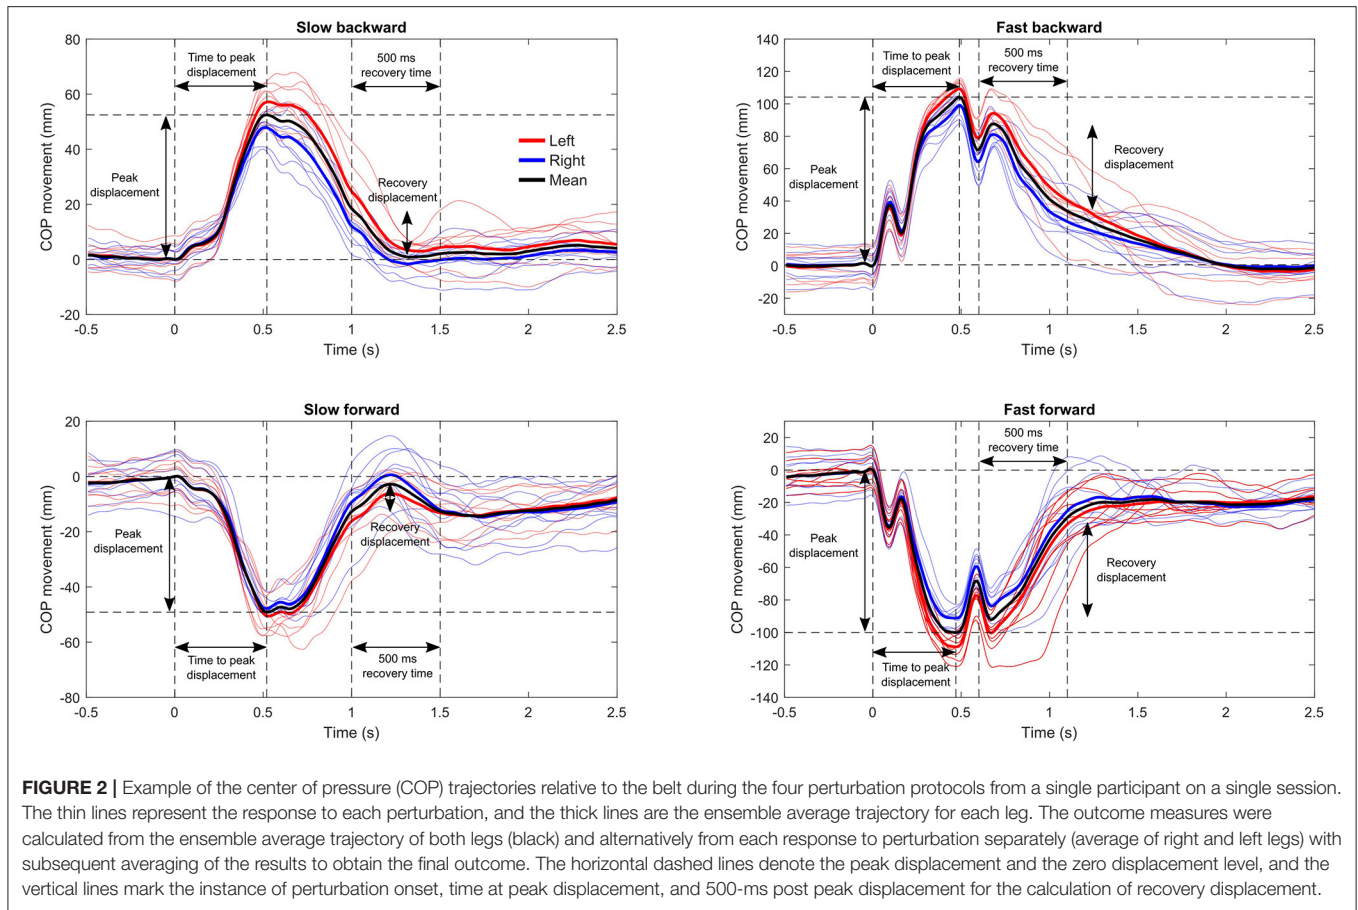 Slow backward
80
60
40
20
0
-20
COP movement (mm)
Time to peak
displacement
500 ms
recovery time
Peak
displacement
Left
Right
Mean
Recovery
displacement
-0.5 0 0.5 1 1.5 2 2.5
Time (s)
Fast backward
140
120
100
80
60
40
20
0
-20
COP movement (mm)
Time to peak
displacement
500 ms
recovery time
Peak
displacement
Recovery
displacement
-0.5 0 0.5 1 1.5 2 2.5
Time (s)
Slow forward
20
0
-20
-40
-60
-80
COP movement (mm)
Peak
displacement
Recovery
displacement
Time to peak
displacement
500 ms
recovery time
-0.5 0 0.5 1 1.5 2 2.5
Time (s)
Fast forward
20
0
-20
-40
-60
-80
-100
-120
-140
COP movement (mm)
500 ms
recovery time
Peak
displacement
Recovery
displacement
Time to peak
displacement
-0.5 0 0.5 1 1.5 2 2.5
Time (s)
FIGURE 2 | Example of the center of pressure (COP) trajectories relative to the belt during the four perturbation protocols from a single participant on a single session.
The thin lines represent the response to each perturbation, and the thick lines are the ensemble average trajectory for each leg. The outcome measures were
calculated from the ensemble average trajectory of both legs (black) and alternatively from each response to perturbation separately (average of right and left legs) with
subsequent averaging of the results to obtain the final outcome. The horizontal dashed lines denote the peak displacement and the zero displacement level, and the
vertical lines mark the instance of perturbation onset, time at peak displacement, and 500-ms post peak displacement for the calculation of recovery displacement.